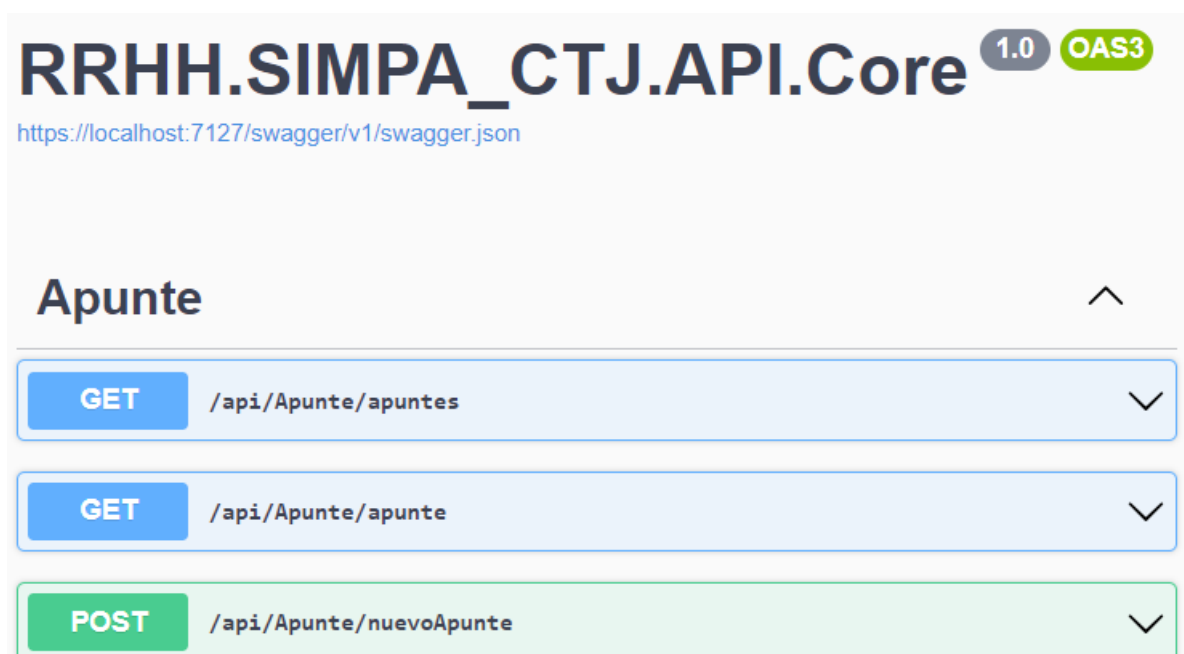 RRHH.SIMPA_CTJ.API.Core 1.0 OAS3
https://localhost:7127/swagger/v1/swagger.json
Apunte
GET /api/Apunte/apuntes
GET /api/Apunte/apunte
POST /api/Apunte/nuevoApunte